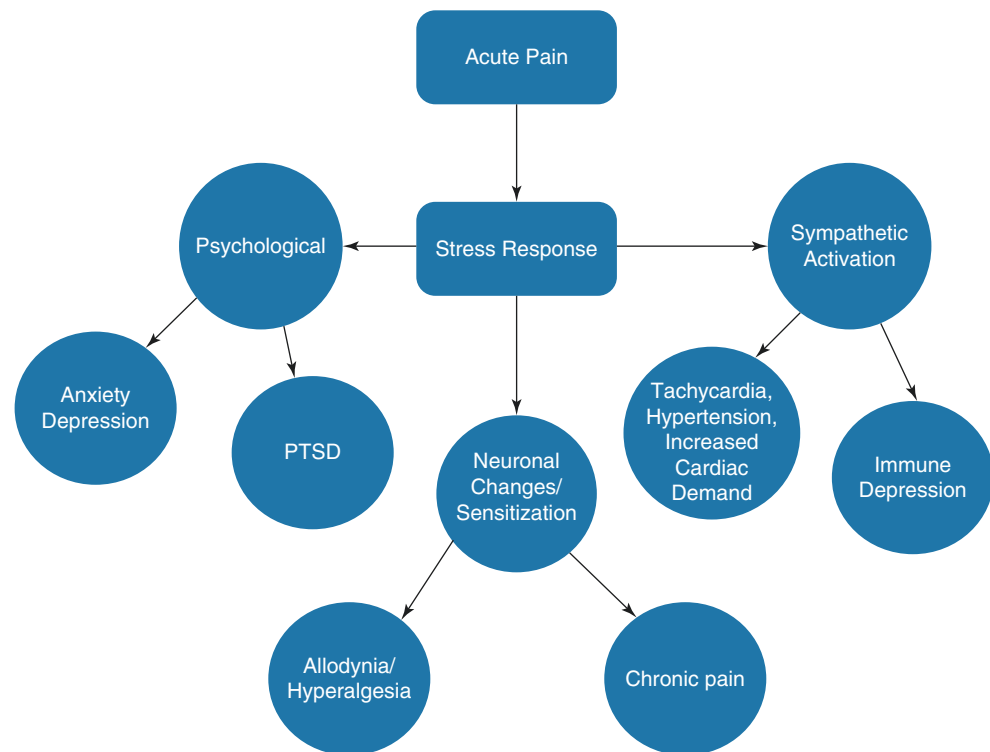 Acute Pain
Psychological
Stress Response
Sympathetic
Activation
Anxiety
Depression
PTSD
Neuronal
Changes/
Sensitization
Tachycardia,
Hypertension,
Increased
Cardiac
Demand
Immune
Depression
Allodynia/
Hyperalgesia
Chronic pain